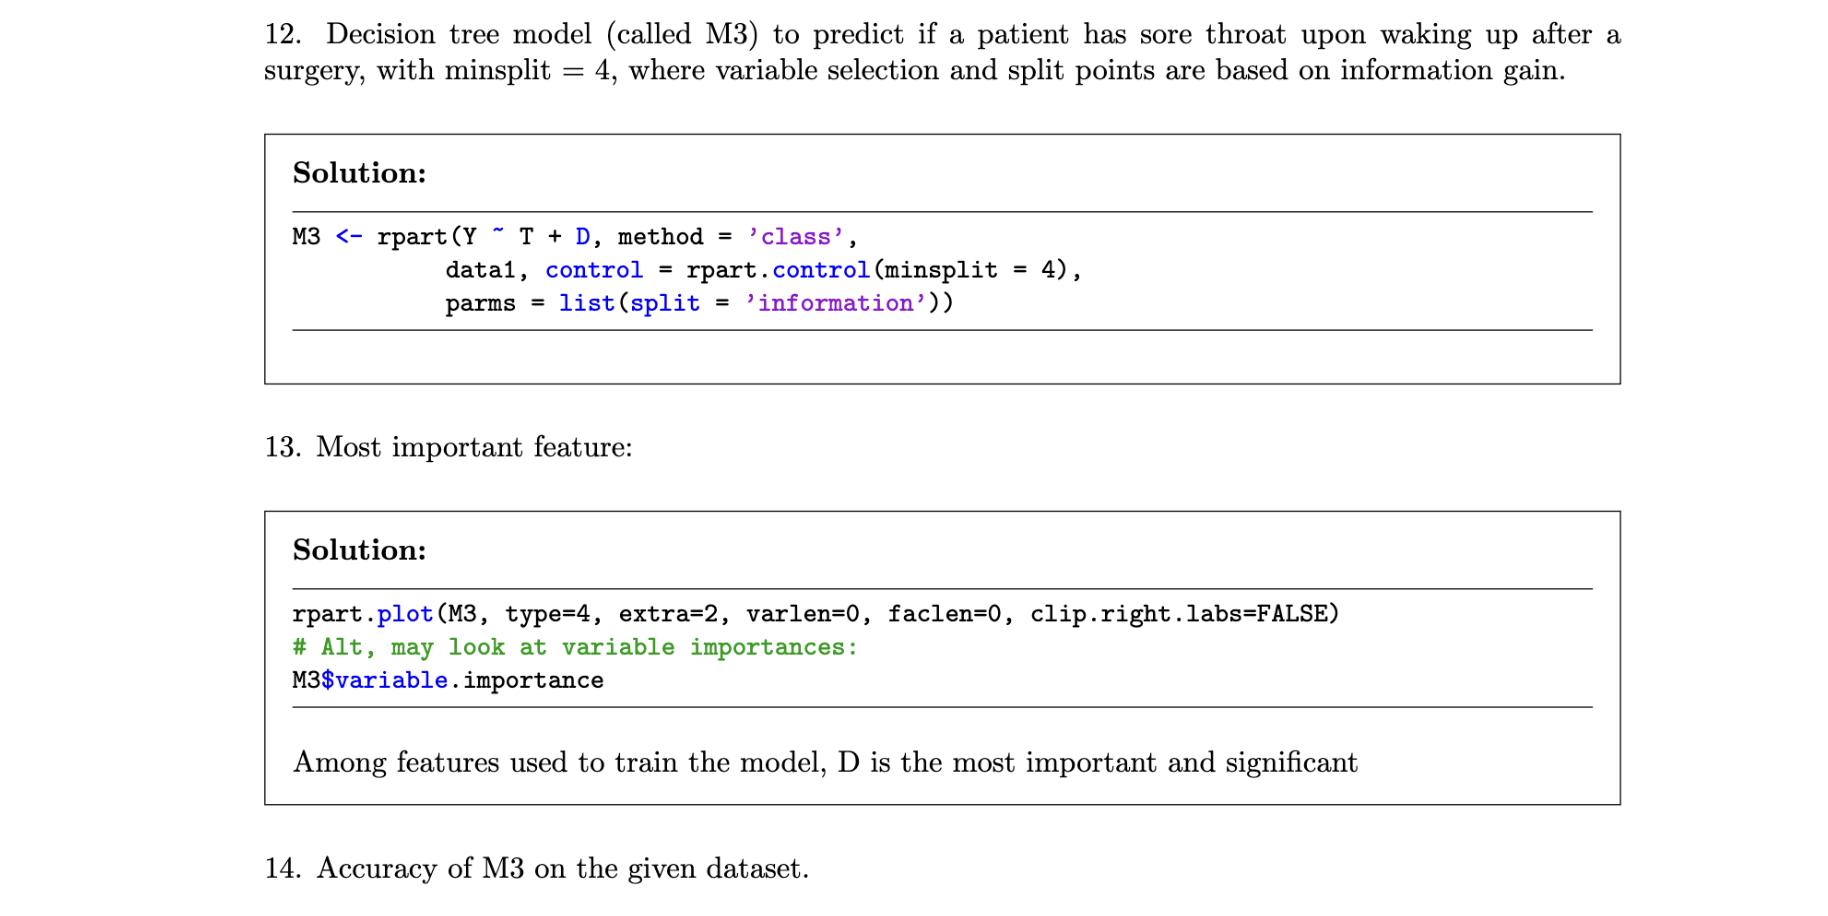 12. Decision tree model (called M3) to predict if a patient has sore throat upon waking up after a
surgery, with minsplit = 4, where variable selection and split points are based on information gain.
Solution:
M3 <- rpart(Y ~ T + D, method = 'class',
data1, control = rpart.control(minsplit = 4),
parms = list(split = 'information'))
13. Most important feature:
Solution:
rpart.plot(M3, type=4, extra=2, varlen=0, faclen=0, clip.right.labs=FALSE)
# Alt, may look at variable importances:
M3$variable.importance
Among features used to train the model, D is the most important and significant
14. Accuracy of M3 on the given dataset.